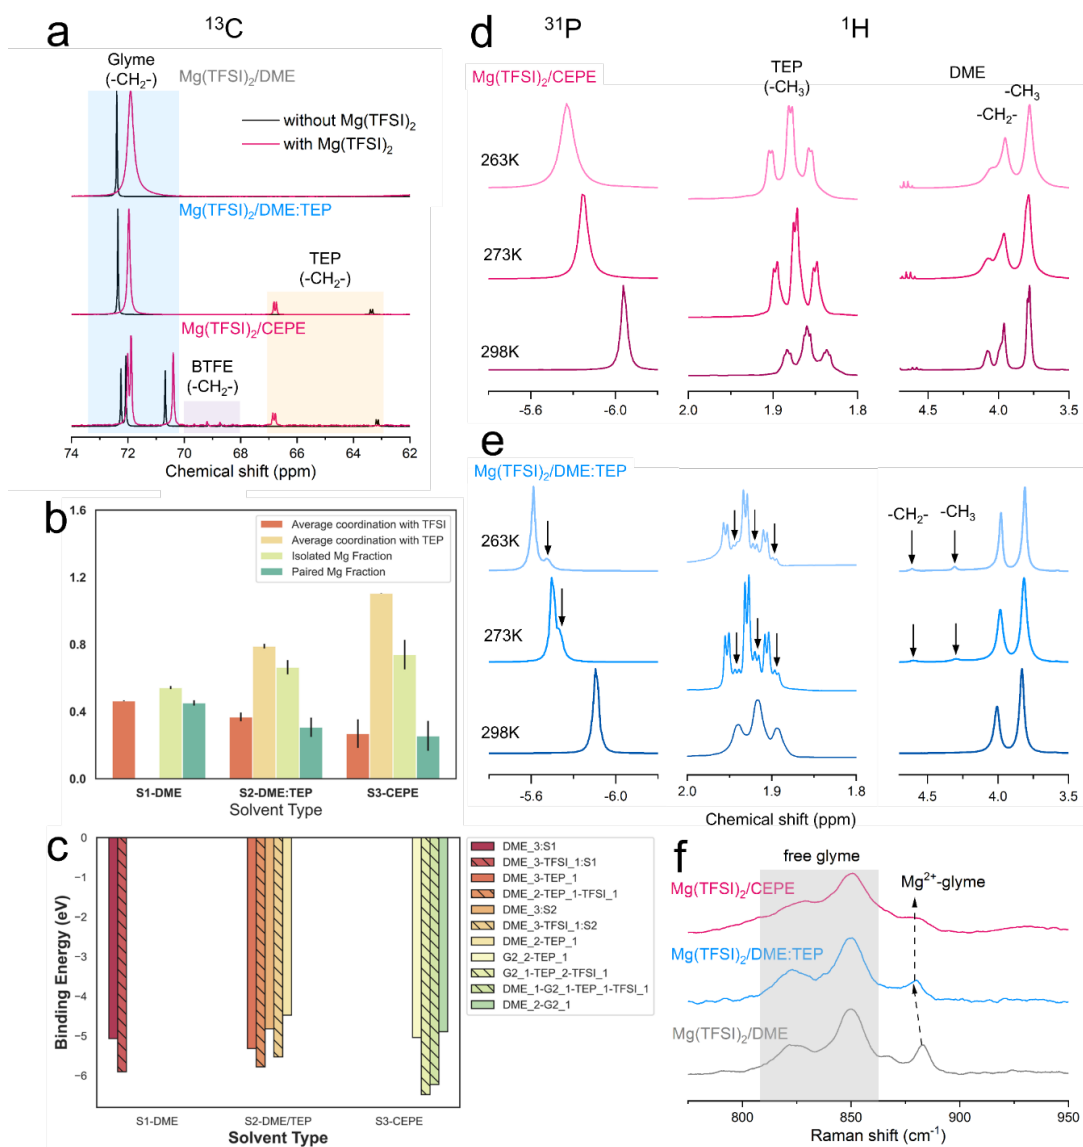 a
¹³C
Glyme
(-CH₂-)
Mg(TFSI)₂/DME
without Mg(TFSI)₂
with Mg(TFSI)₂
Mg(TFSI)₂/DME:TEP
TEP
(-CH₂-)
Mg(TFSI)₂/CEPE
BTFE
(-CH₂-)
74 72 70 68 66 64 62
Chemical shift (ppm)
b
1.6
1.2
0.8
0.4
0.0
Average coordination with TFSI
Average coordination with TEP
Isolated Mg Fraction
Paired Mg Fraction
S1-DME S2-DME:TEP S3-CEPE
Solvent Type
c
Binding Energy (eV)
0
−1
−2
−3
−4
−5
−6
S1-DME S2-DME/TEP S3-CEPE
Solvent Type
DME_3:S1
DME_3-TFSI_1:S1
DME_3-TEP_1
DME_2-TEP_1-TFSI_1
DME_3:S2
DME_3-TFSI_1:S2
DME_2-TEP_1
G2_2-TEP_1
G2_1-TEP_2-TFSI_1
DME_1-G2_1-TEP_1-TFSI_1
DME_2-G2_1
d
³¹P
¹H
Mg(TFSI)₂/CEPE
TEP
(-CH₃)
DME
-CH₃
-CH₂-
263K
273K
298K
-5.6 -6.0
2.0 1.9 1.8
4.5 4.0 3.5
e
Mg(TFSI)₂/DME:TEP
-CH₂-
-CH₃
263K
273K
298K
-5.6 -6.0
2.0 1.9 1.8
4.5 4.0 3.5
Chemical shift (ppm)
f
free glyme
Mg²⁺-glyme
Mg(TFSI)₂/CEPE
Mg(TFSI)₂/DME:TEP
Mg(TFSI)₂/DME
800 850 900 950
Raman shift (cm⁻¹)